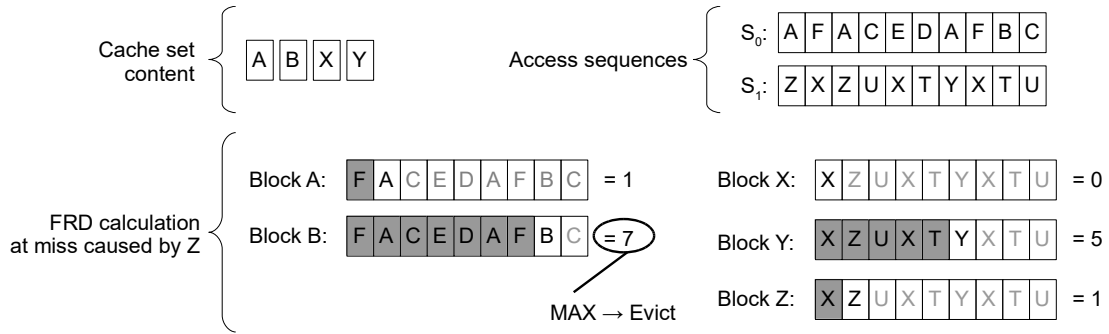 Cache set content
A B X Y
Access sequences
S0: A F A C E D A F B C
S1: Z X Z U X T Y X T U
FRD calculation at miss caused by Z
Block A: F A C E D A F B C = 1
Block B: F A C E D A F B C = 7
MAX → Evict
Block X: X Z U X T Y X T U = 0
Block Y: X Z U X T Y X T U = 5
Block Z: X Z U X T Y X T U = 1